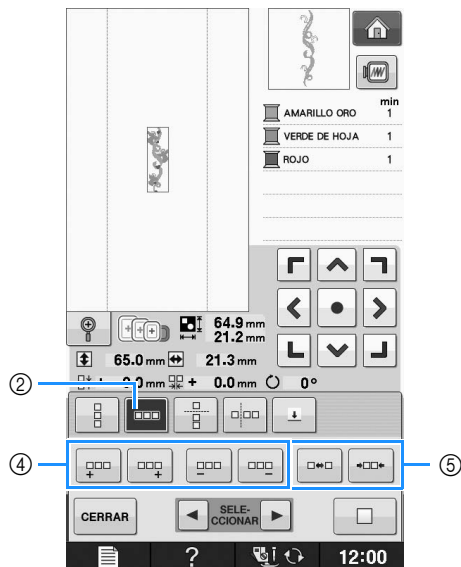 min
AMARILLO ORO 1
VERDE DE HOJA 1
ROJO 1
64.9 mm
21.2 mm
65.0 mm 21.3 mm
+ 0.0 mm + 0.0 mm 0°
②
④
⑤
CERRAR
SELE-
CCIONAR
? 12:00